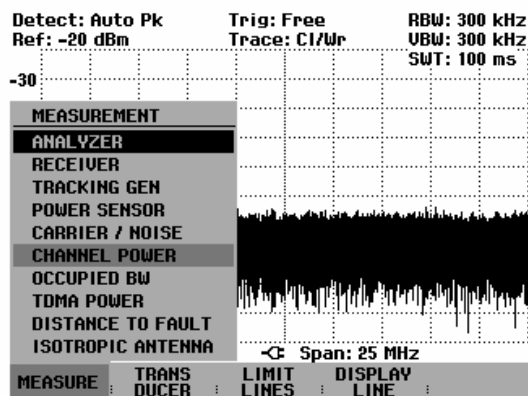 Detect: Auto Pk Trig: Free RBW: 300 kHz
Ref: -20 dBm Trace: Cl/Wr VBW: 300 kHz
SWT: 100 ms
-30
MEASUREMENT
ANALYZER
RECEIVER
TRACKING GEN
POWER SENSOR
CARRIER / NOISE
CHANNEL POWER
OCCUPIED BW
TDMA POWER
DISTANCE TO FAULT
ISOTROPIC ANTENNA
Span: 25 MHz
MEASURE TRANS DUCER LIMIT LINES DISPLAY LINE